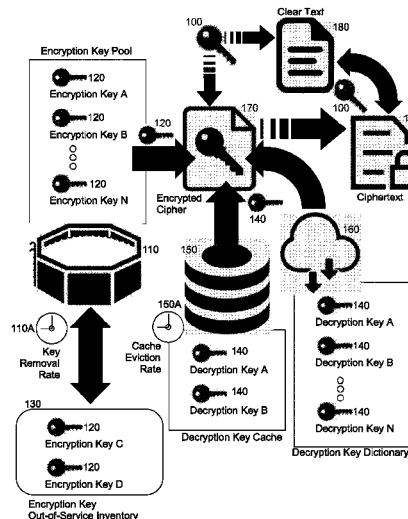 Clear Text
100
180
Encryption Key Pool
120
Encryption Key A
120
Encryption Key B
120
Encryption Key N
120
170
100
Encrypted
Cipher
140
Ciphertext
110
150
160
110A
Key
Removal
Rate
150A
Cache
Eviction
Rate
140
Decryption Key A
140
Decryption Key B
Decryption Key Cache
140
Decryption Key A
140
Decryption Key B
140
Decryption Key N
Decryption Key Dictionary
130
120
Encryption Key C
120
Encryption Key D
Encryption Key
Out-of-Service Inventory